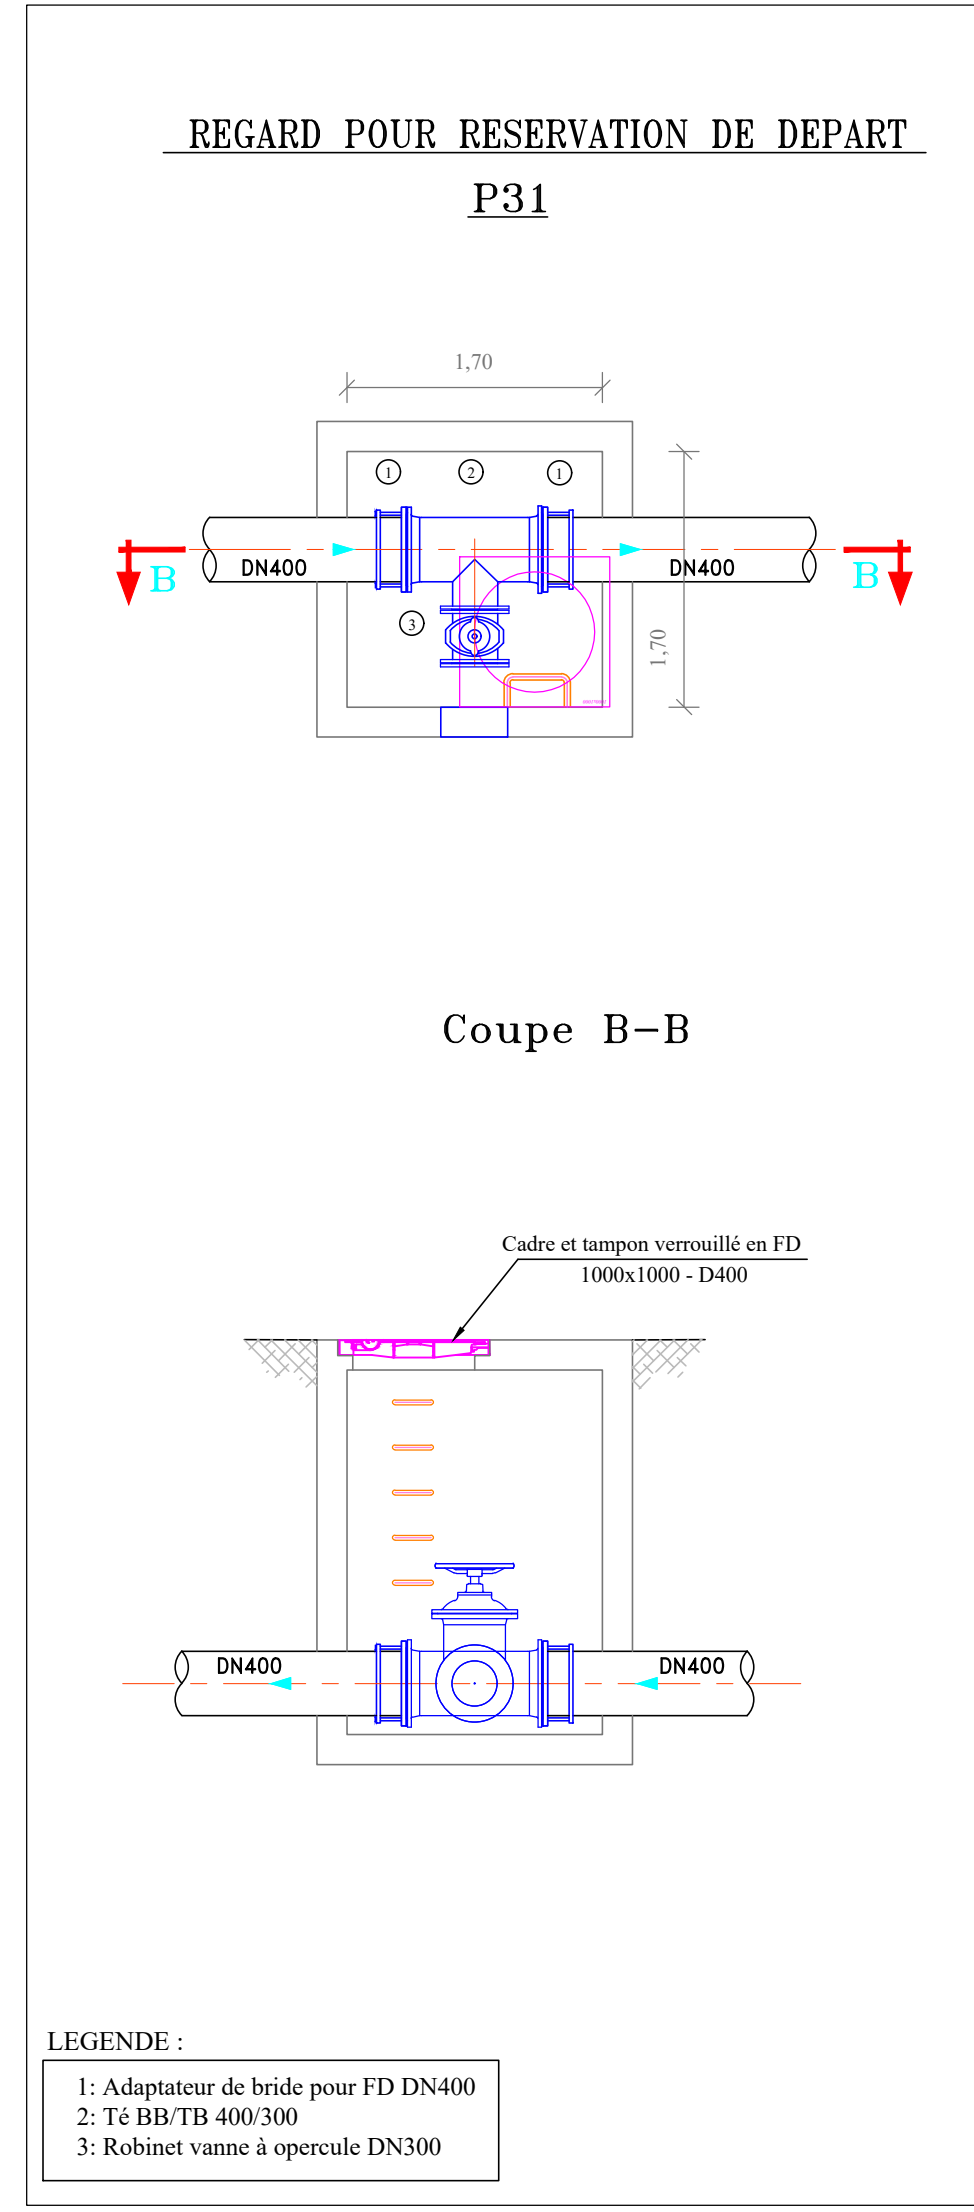 REGARD POUR RESERVATION DE DEPART
P31
1,70
1 2 1
B DN400 DN400 B
3
1,70
Coupe B-B
Cadre et tampon verrouillé en FD
1000x1000 - D400
DN400 DN400
LEGENDE :
1: Adaptateur de bride pour FD DN400
2: Té BB/TB 400/300
3: Robinet vanne à opercule DN300